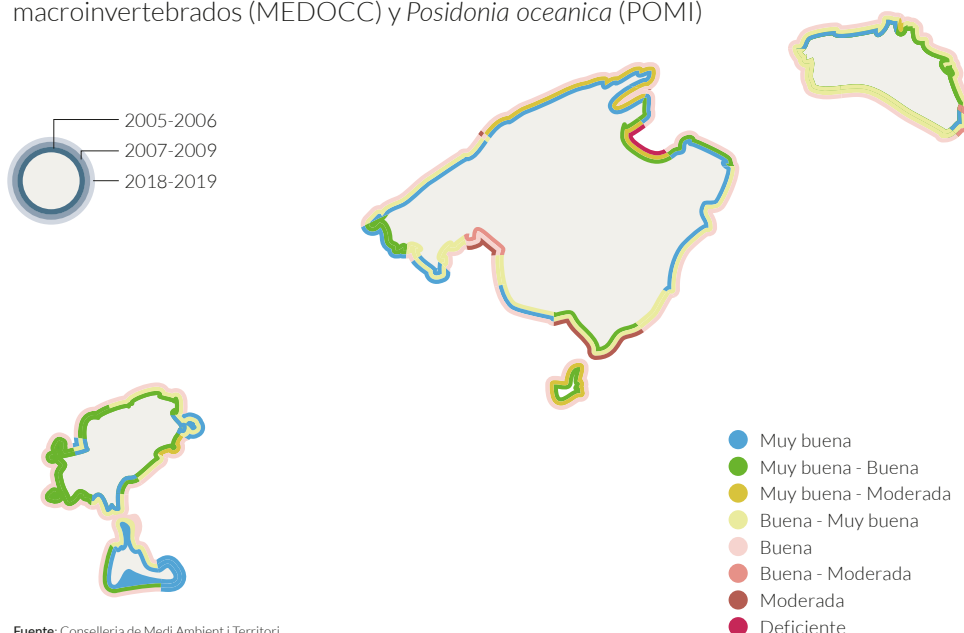 macroinvertebrados (MEDOCC) y Posidonia oceanica (POMI)
2005-2006
2007-2009
2018-2019
Muy buena
Muy buena - Buena
Muy buena - Moderada
Buena - Muy buena
Buena
Buena - Moderada
Moderada
Deficiente
Fuente: Conselleria de Medi Ambient i Territori